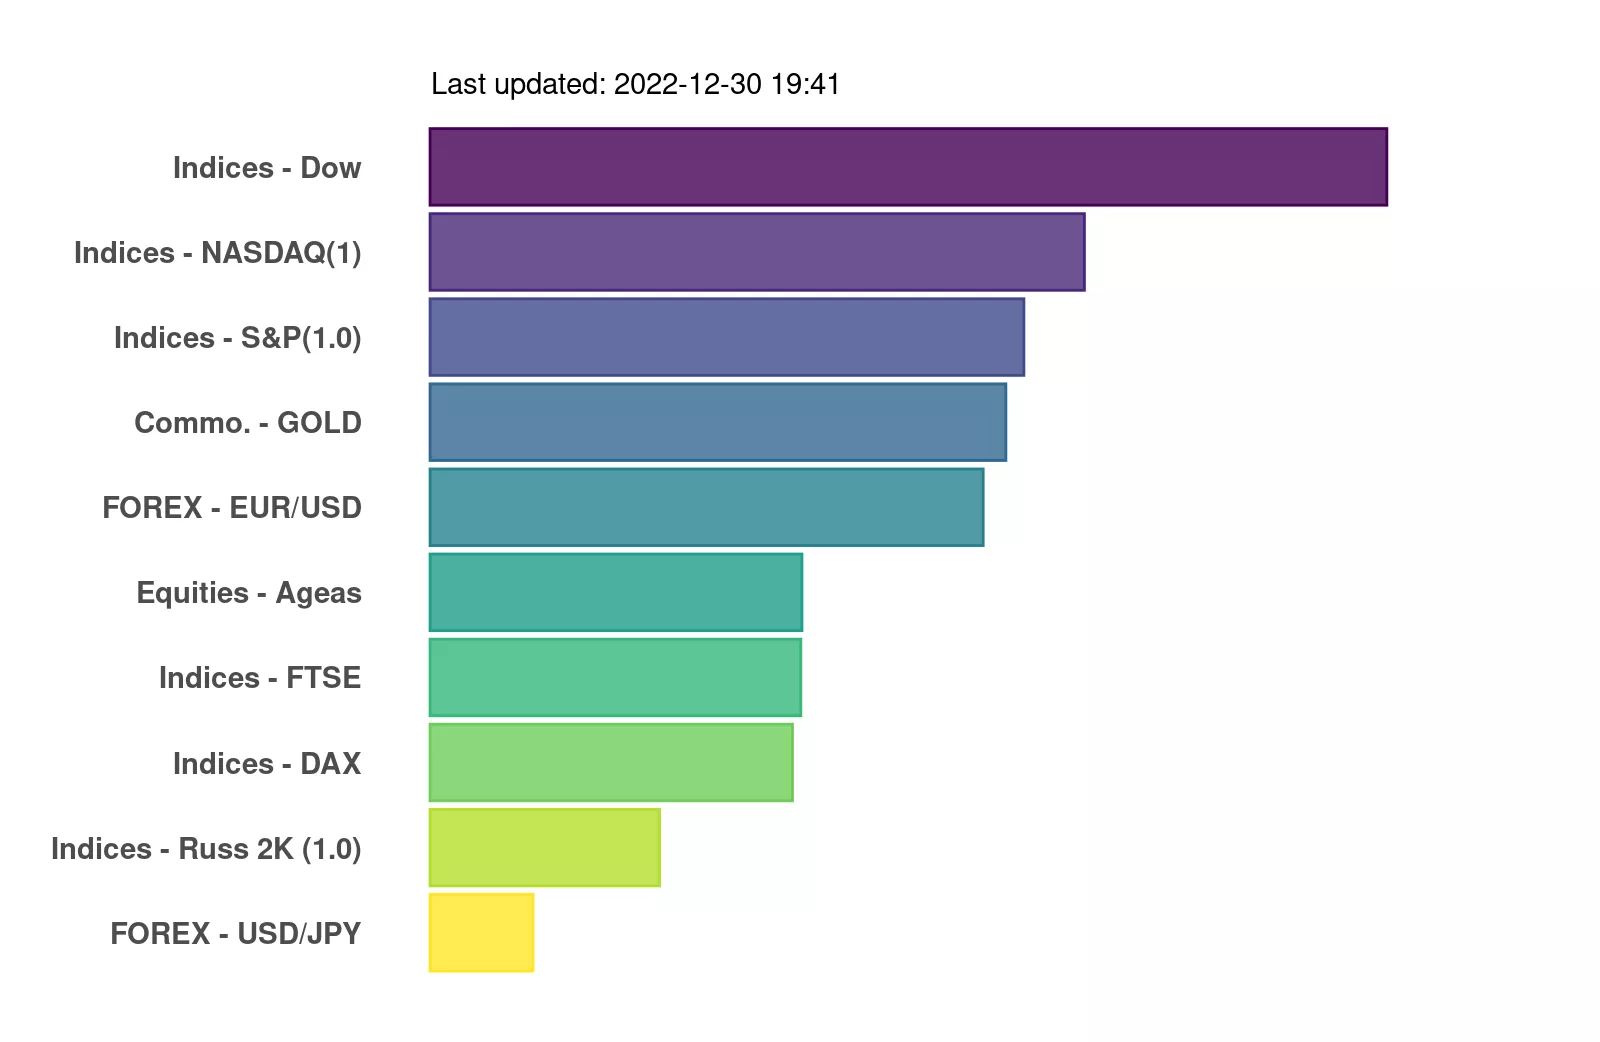 Last updated: 2022-12-30 19:41
Indices - Dow
Indices - NASDAQ(1)
Indices - S&P(1.0)
Commo. - GOLD
FOREX - EUR/USD
Equities - Ageas
Indices - FTSE
Indices - DAX
Indices - Russ 2K (1.0)
FOREX - USD/JPY